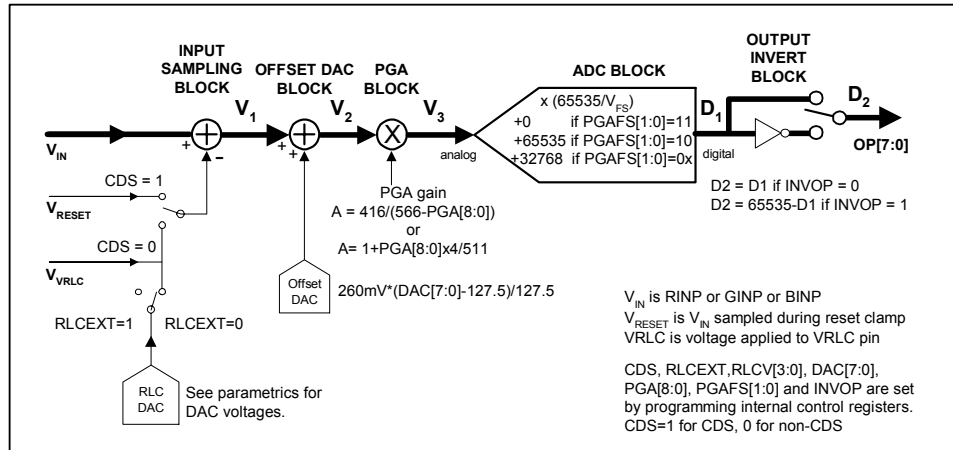 INPUT
SAMPLING
BLOCK
OFFSET DAC
BLOCK
PGA
BLOCK
ADC BLOCK
OUTPUT
INVERT
BLOCK
V1
V2
V3
D1
D2
x (65535/VFS)
+0 if PGAFS[1:0]=11
+65535 if PGAFS[1:0]=10
+32768 if PGAFS[1:0]=0x
+
+
X
+
−
+
+
analog
digital
VIN
OP[7:0]
CDS = 1
VRESET
CDS = 0
VVRLC
RLCEXT=1
RLCEXT=0
RLC
DAC
See parametrics for
DAC voltages.
PGA gain
A = 416/(566-PGA[8:0])
or
A= 1+PGA[8:0]x4/511
Offset
DAC
260mV*(DAC[7:0]-127.5)/127.5
D2 = D1 if INVOP = 0
D2 = 65535-D1 if INVOP = 1
VIN is RINP or GINP or BINP
VRESET is VIN sampled during reset clamp
VRLC is voltage applied to VRLC pin
CDS, RLCEXT,RLCV[3:0], DAC[7:0],
PGA[8:0], PGAFS[1:0] and INVOP are set
by programming internal control registers.
CDS=1 for CDS, 0 for non-CDS